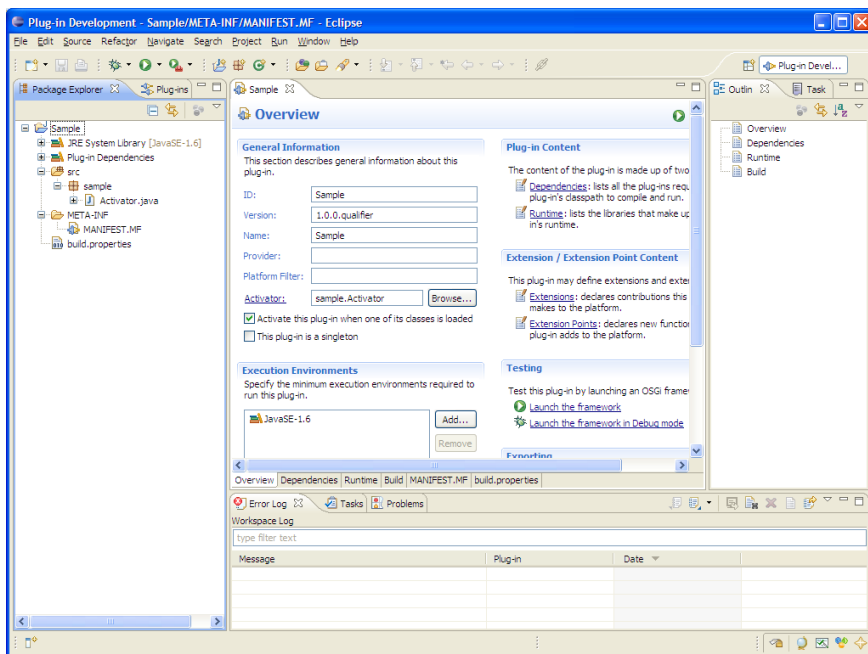 Plug-in Development - Sample/META-INF/MANIFEST.MF - Eclipse
File Edit Source Refactor Navigate Search Project Run Window Help
Plug-in Devel...
Package Explorer Plug-ins
Sample
JRE System Library [JavaSE-1.6]
Plug-in Dependencies
src
sample
Activator.java
META-INF
MANIFEST.MF
build.properties
Sample
Overview
General Information
This section describes general information about this
plug-in.
ID: Sample
Version: 1.0.0.qualifier
Name: Sample
Provider:
Platform Filter:
Activator: sample.Activator Browse...
Activate this plug-in when one of its classes is loaded
This plug-in is a singleton
Execution Environments
Specify the minimum execution environments required to
run this plug-in.
JavaSE-1.6
Add...
Remove
Plug-in Content
The content of the plug-in is made up of two
Dependencies: lists all the plug-ins requ
plug-in's classpath to compile and run.
Runtime: lists the libraries that make up
in's runtime.
Extension / Extension Point Content
This plug-in may define extensions and exte
Extensions: declares contributions this
makes to the platform.
Extension Points: declares new functio
plug-in adds to the platform.
Testing
Test this plug-in by launching an OSGi frame
Launch the framework
Launch the framework in Debug mode
Exporting
Overview Dependencies Runtime Build MANIFEST.MF build.properties
Outlin Task
Overview
Dependencies
Runtime
Build
Error Log Tasks Problems
Workspace Log
type filter text
Message Plug-in Date